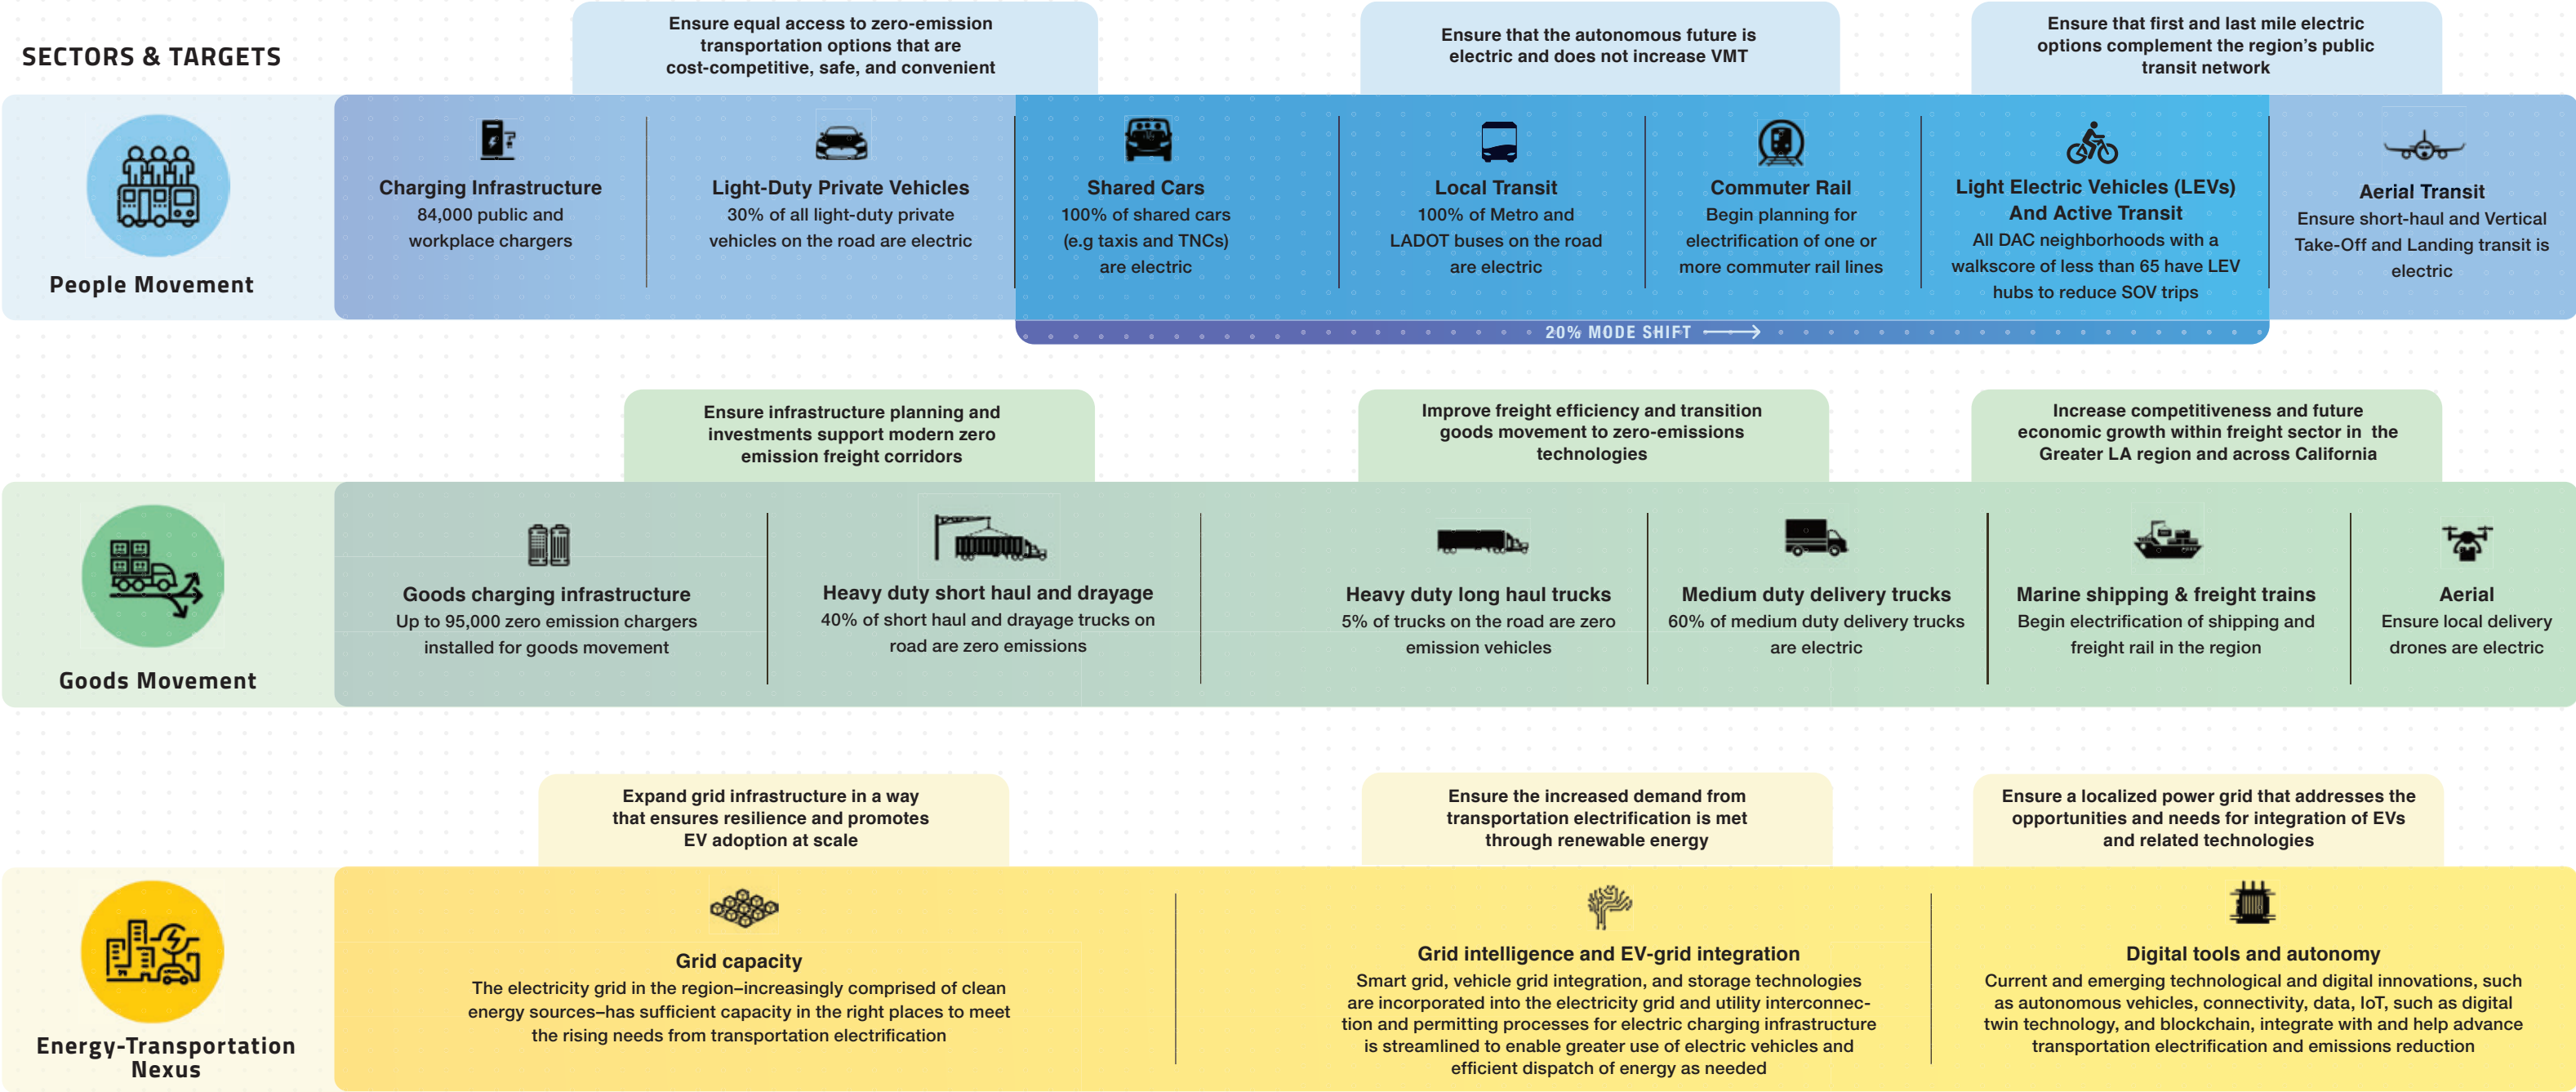 SECTORS & TARGETS
Ensure equal access to zero-emission
transportation options that are
cost-competitive, safe, and convenient
Ensure that the autonomous future is
electric and does not increase VMT
Ensure that first and last mile electric
options complement the region's public
transit network
People Movement
Charging Infrastructure
84,000 public and
workplace chargers
Light-Duty Private Vehicles
30% of all light-duty private
vehicles on the road are electric
Shared Cars
100% of shared cars
(e.g taxis and TNCs)
are electric
Local Transit
100% of Metro and
LADOT buses on the road
are electric
Commuter Rail
Begin planning for
electrification of one or
more commuter rail lines
Light Electric Vehicles (LEVs)
And Active Transit
All DAC neighborhoods with a
walkscore of less than 65 have LEV
hubs to reduce SOV trips
Aerial Transit
Ensure short-haul and Vertical
Take-Off and Landing transit is
electric
20% MODE SHIFT
Ensure infrastructure planning and
investments support modern zero
emission freight corridors
Improve freight efficiency and transition
goods movement to zero-emissions
technologies
Increase competitiveness and future
economic growth within freight sector in the
Greater LA region and across California
Goods Movement
Goods charging infrastructure
Up to 95,000 zero emission chargers
installed for goods movement
Heavy duty short haul and drayage
40% of short haul and drayage trucks on
road are zero emissions
Heavy duty long haul trucks
5% of trucks on the road are zero
emission vehicles
Medium duty delivery trucks
60% of medium duty delivery trucks
are electric
Marine shipping & freight trains
Begin electrification of shipping and
freight rail in the region
Aerial
Ensure local delivery
drones are electric
Expand grid infrastructure in a way
that ensures resilience and promotes
EV adoption at scale
Ensure the increased demand from
transportation electrification is met
through renewable energy
Ensure a localized power grid that addresses the
opportunities and needs for integration of EVs
and related technologies
Energy-Transportation
Nexus
Grid capacity
The electricity grid in the region–increasingly comprised of clean
energy sources–has sufficient capacity in the right places to meet
the rising needs from transportation electrification
Grid intelligence and EV-grid integration
Smart grid, vehicle grid integration, and storage technologies
are incorporated into the electricity grid and utility interconnec-
tion and permitting processes for electric charging infrastructure
is streamlined to enable greater use of electric vehicles and
efficient dispatch of energy as needed
Digital tools and autonomy
Current and emerging technological and digital innovations, such
as autonomous vehicles, connectivity, data, IoT, such as digital
twin technology, and blockchain, integrate with and help advance
transportation electrification and emissions reduction